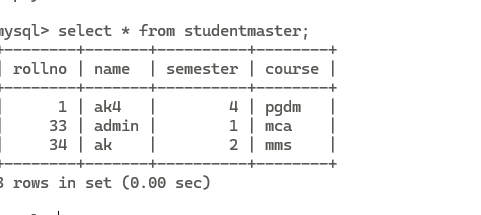 mysql> select * from studentmaster;
+--------+-------+----------+--------+
| rollno | name | semester | course |
+--------+-------+----------+--------+
| 1 | ak4 | 4 | pgdm |
| 33 | admin | 1 | mca |
| 34 | ak | 2 | mms |
+--------+-------+----------+--------+
3 rows in set (0.00 sec)